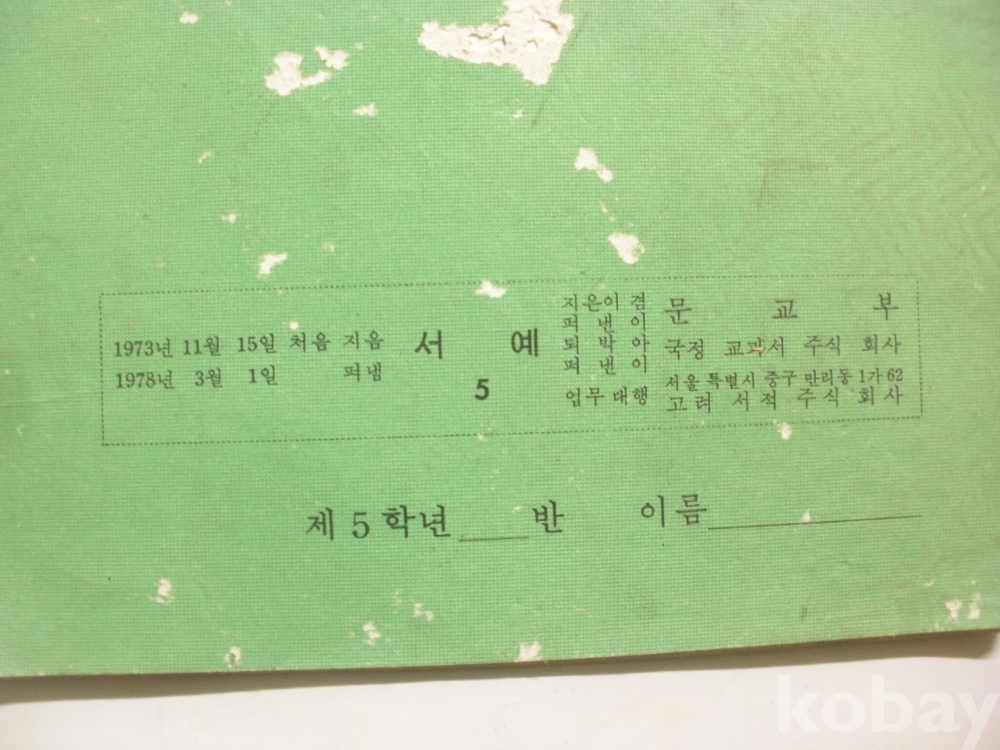 1973년 11월 15일 처음 지음
1978년 3월 1일 펴냄
서 예
5
지은이 겸
펴 낸 이
문 교 부
되 박 아
펴 낸 이
국정 교과서 주식 회사
서울 특별시 중구 만리동 1가 62
업무 대행
고려 서적 주식 회사
제 5 학년 반 이름
kobay